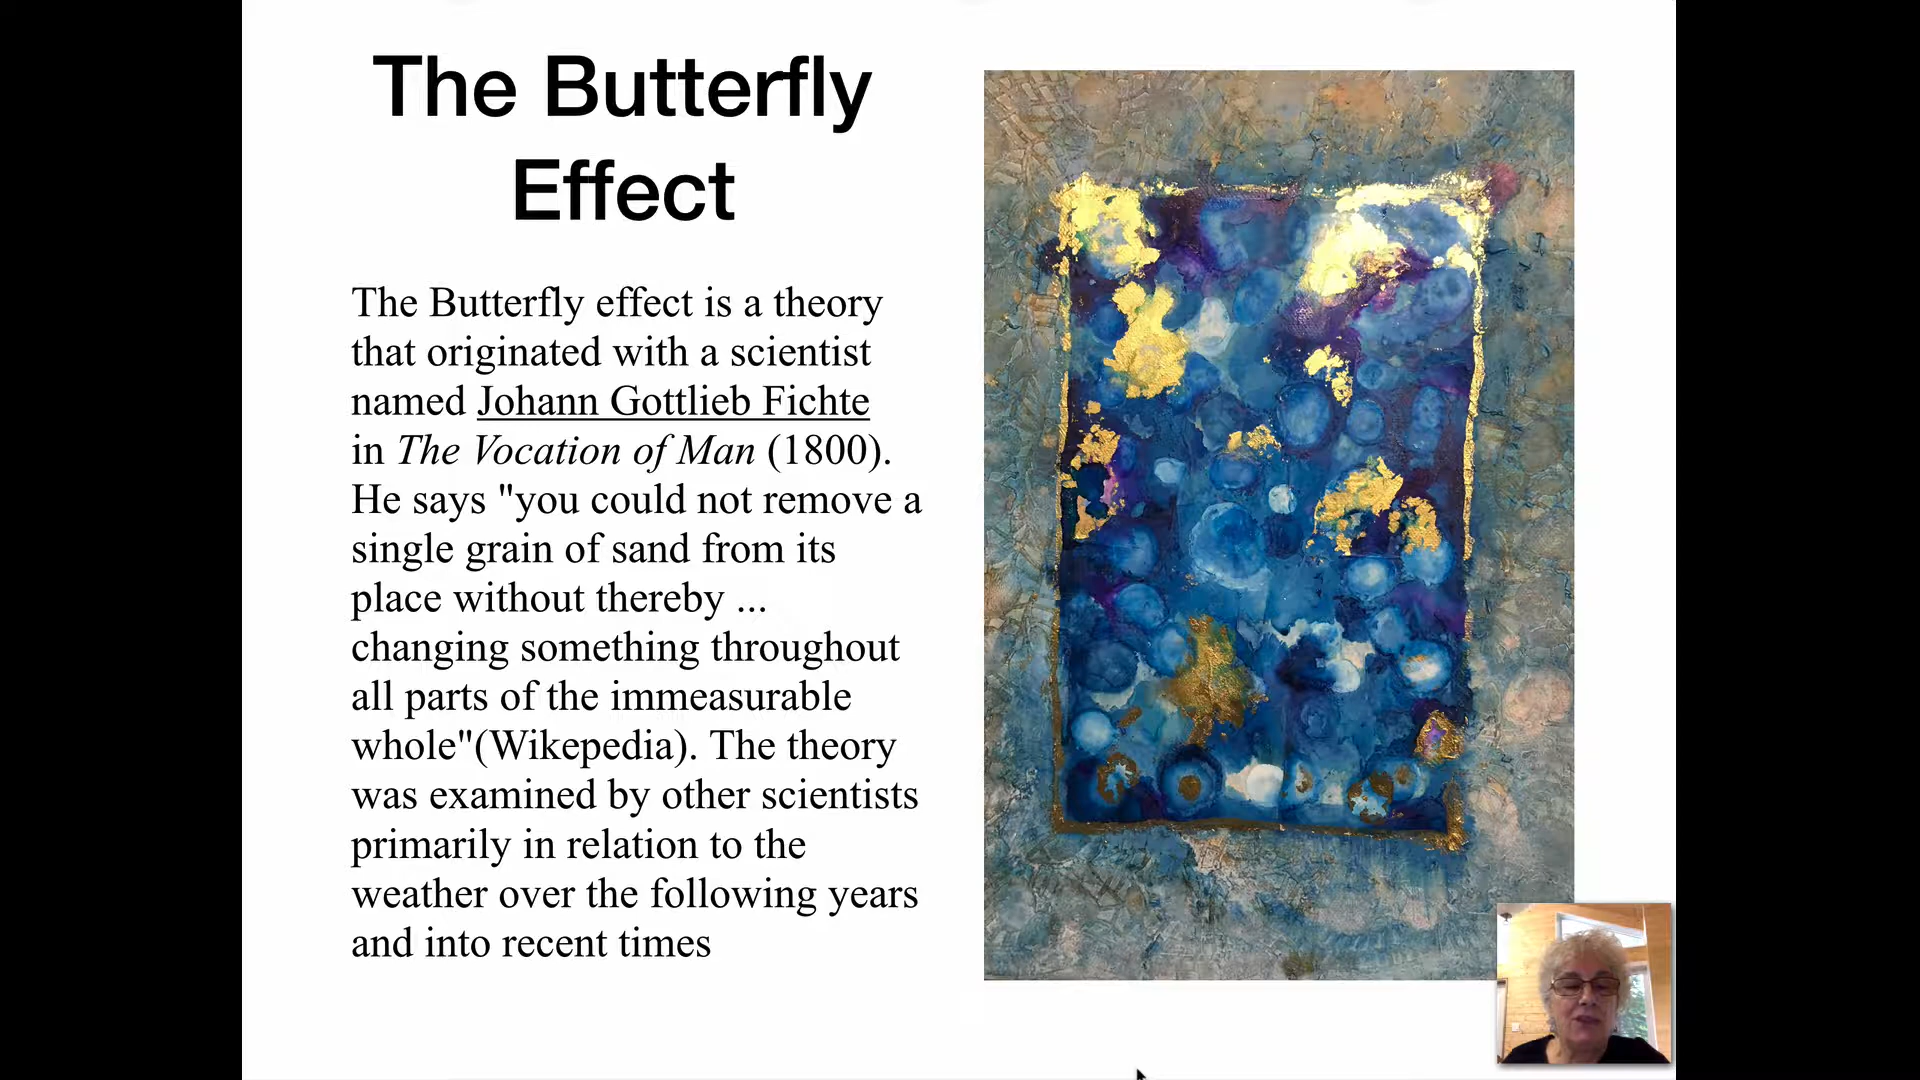 The Butterfly
Effect
The Butterfly effect is a theory
that originated with a scientist
named Johann Gottlieb Fichte
in The Vocation of Man (1800).
He says "you could not remove a
single grain of sand from its
place without thereby ...
changing something throughout
all parts of the immeasurable
whole"(Wikepedia). The theory
was examined by other scientists
primarily in relation to the
weather over the following years
and into recent times